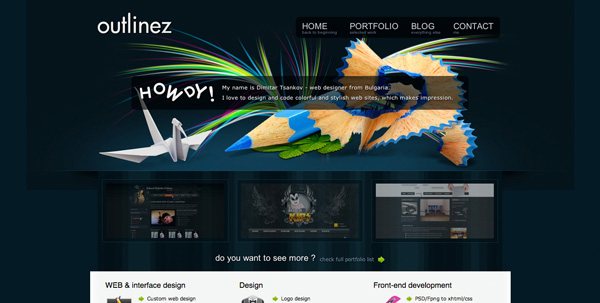 outlinez
HOME PORTFOLIO BLOG CONTACT
back to beginning selected work everything else me
HOWDY!
My name is Dimitar Tsankov - web designer from Bulgaria.
I love to design and code colorful and stylish web sites, which makes impression.
do you want to see more ? check full portfolio list
WEB & interface design Design Front-end development
Custom web design Logo design PSD/Fpng to xhtml/css